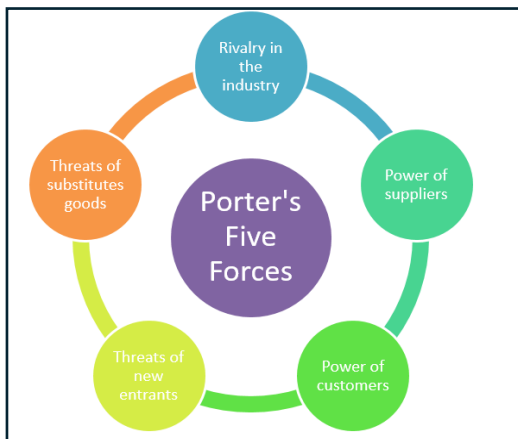 Rivalry in
the
industry
Threats of
substitutes
goods
Power of
suppliers
Porter's
Five
Forces
Threats of
new
entrants
Power of
customers